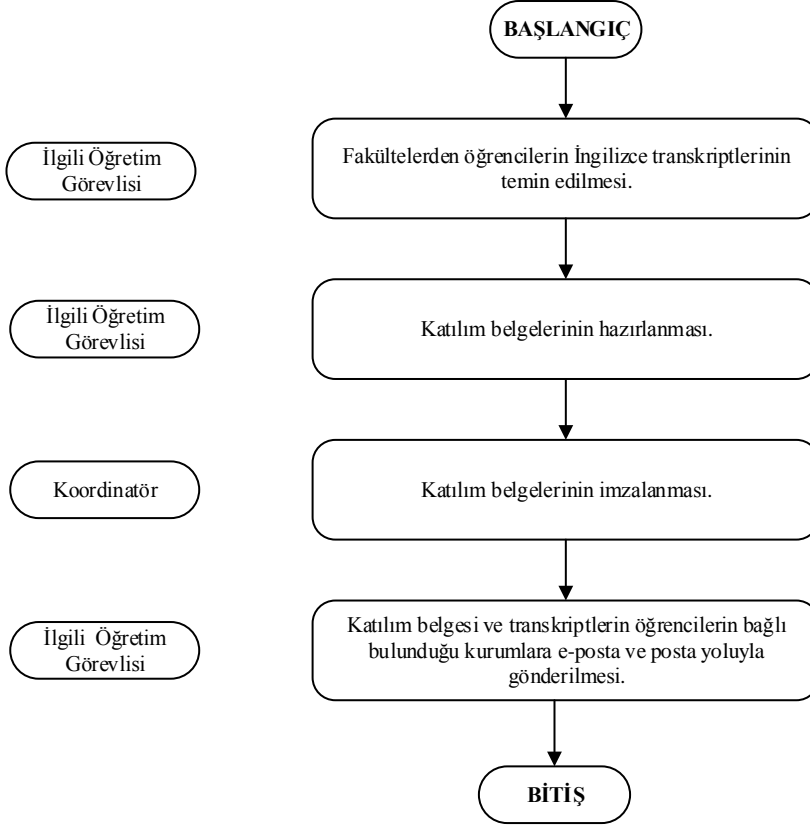 BAŞLANGIÇ
İlgili Öğretim
Görevlisi
Fakültelerden öğrencilerin İngilizce transkriptlerinin
temin edilmesi.
İlgili Öğretim
Görevlisi
Katılım belgelerinin hazırlanması.
Koordinatör
Katılım belgelerinin imzalanması.
İlgili Öğretim
Görevlisi
Katılım belgesi ve transkriptlerin öğrencilerin bağlı
bulunduğu kurumlara e-posta ve posta yoluyla
gönderilmesi.
BİTİŞ